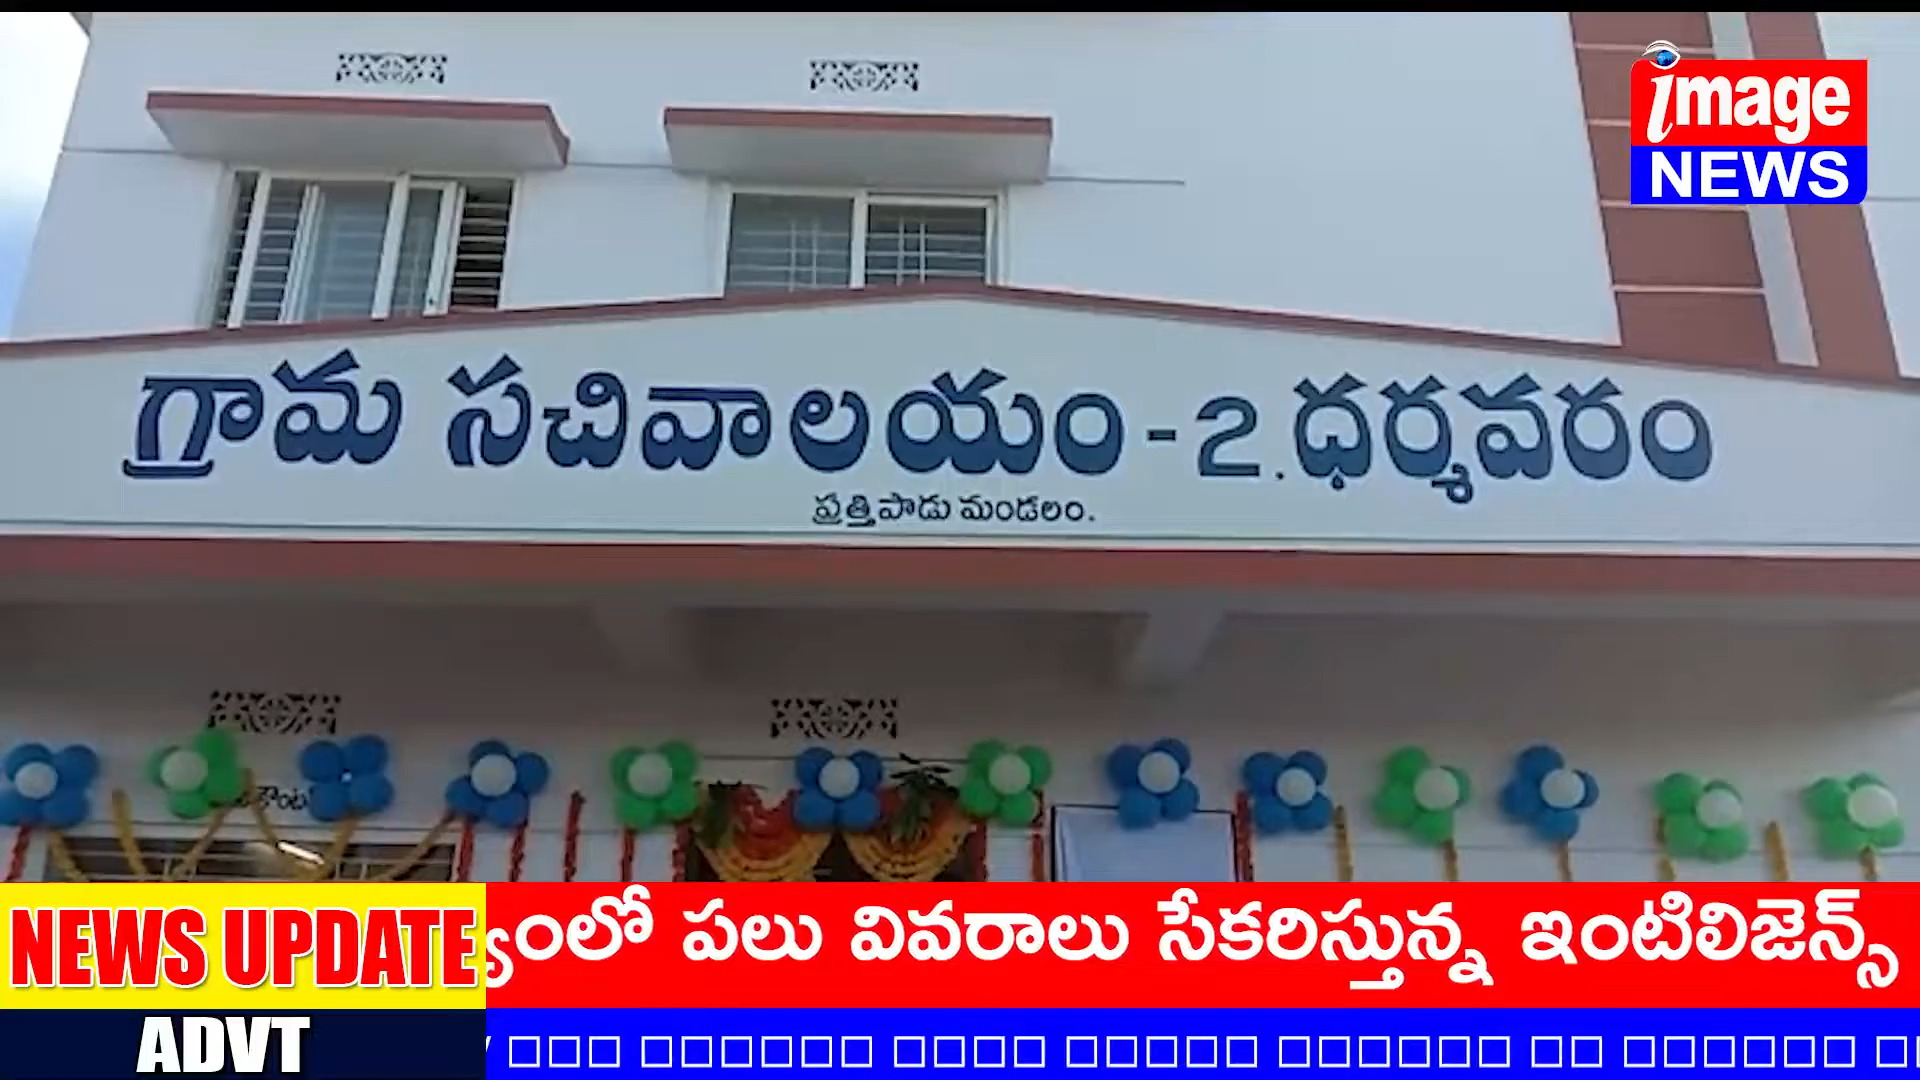 image
NEWS
గ్రామ సచివాలయం - 2. ధర్మవరం
ప్రత్తిపాడు మండలం.
NEWS UPDATE
ంలో పలు వివరాలు సేకరిస్తున్న ఇంటిలిజెన్స్
ADVT